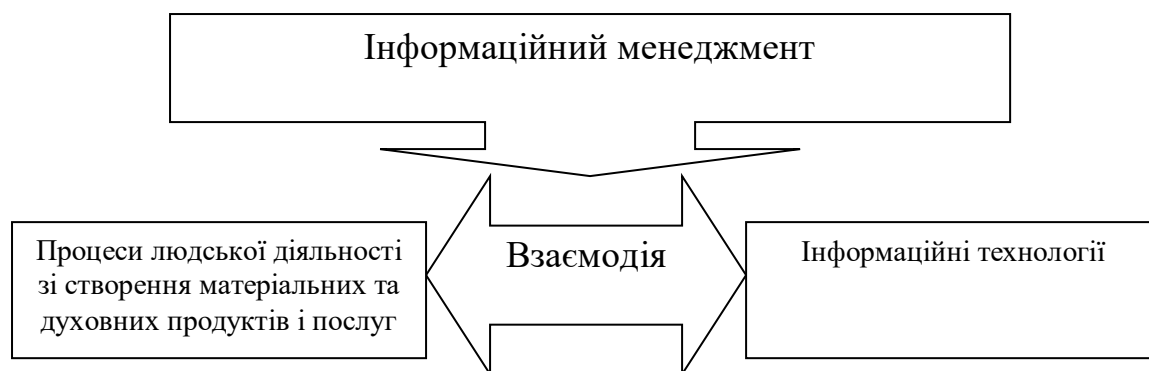 Інформаційний менеджмент
Процеси людської діяльності
зі створення матеріальних та
духовних продуктів і послуг
Взаємодія
Інформаційні технології